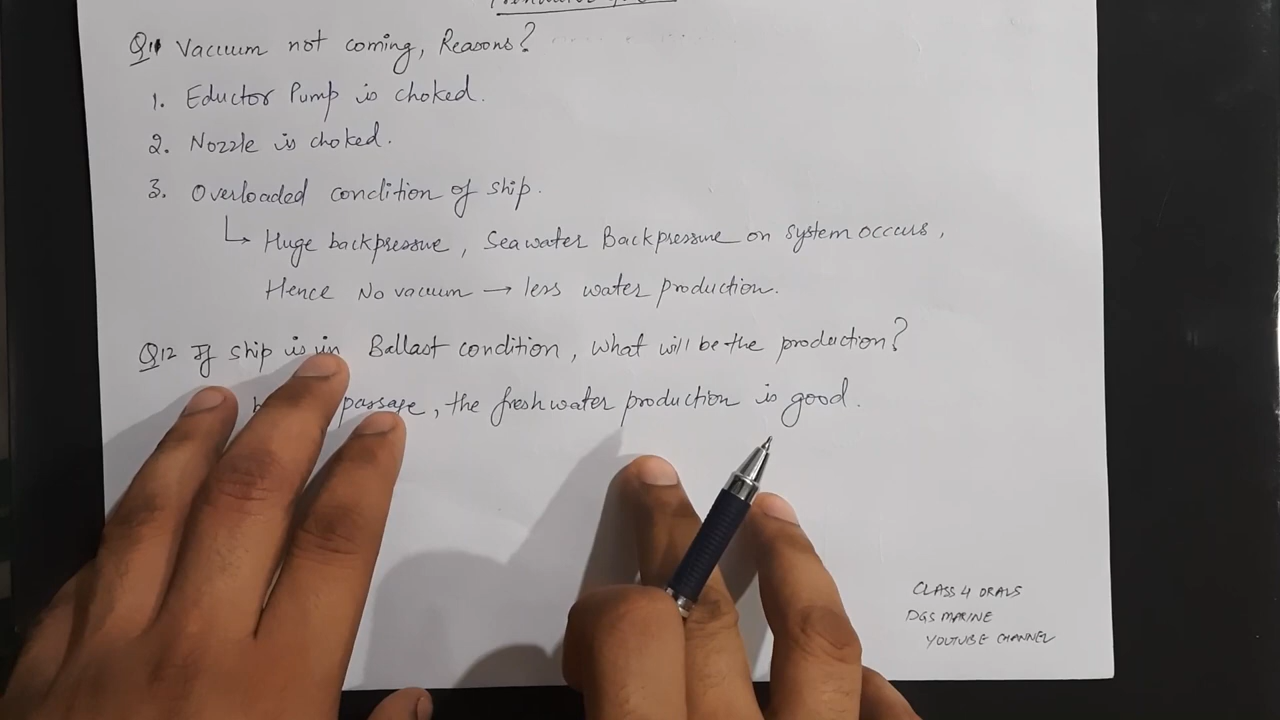 Q11 Vacuum not coming, Reasons?
1. Eductor Pump is choked.
2. Nozzle is choked.
3. Overloaded condition of ship.
↳ Huge backpressure, Seawater Backpressure on system occurs,
Hence No vacuum → less water production.
Q12 If ship is in Ballast condition, what will be the production?
passage, the freshwater production is good.
CLASS 4 ORALS
DGS MARINE
YOUTUBE CHANNEL